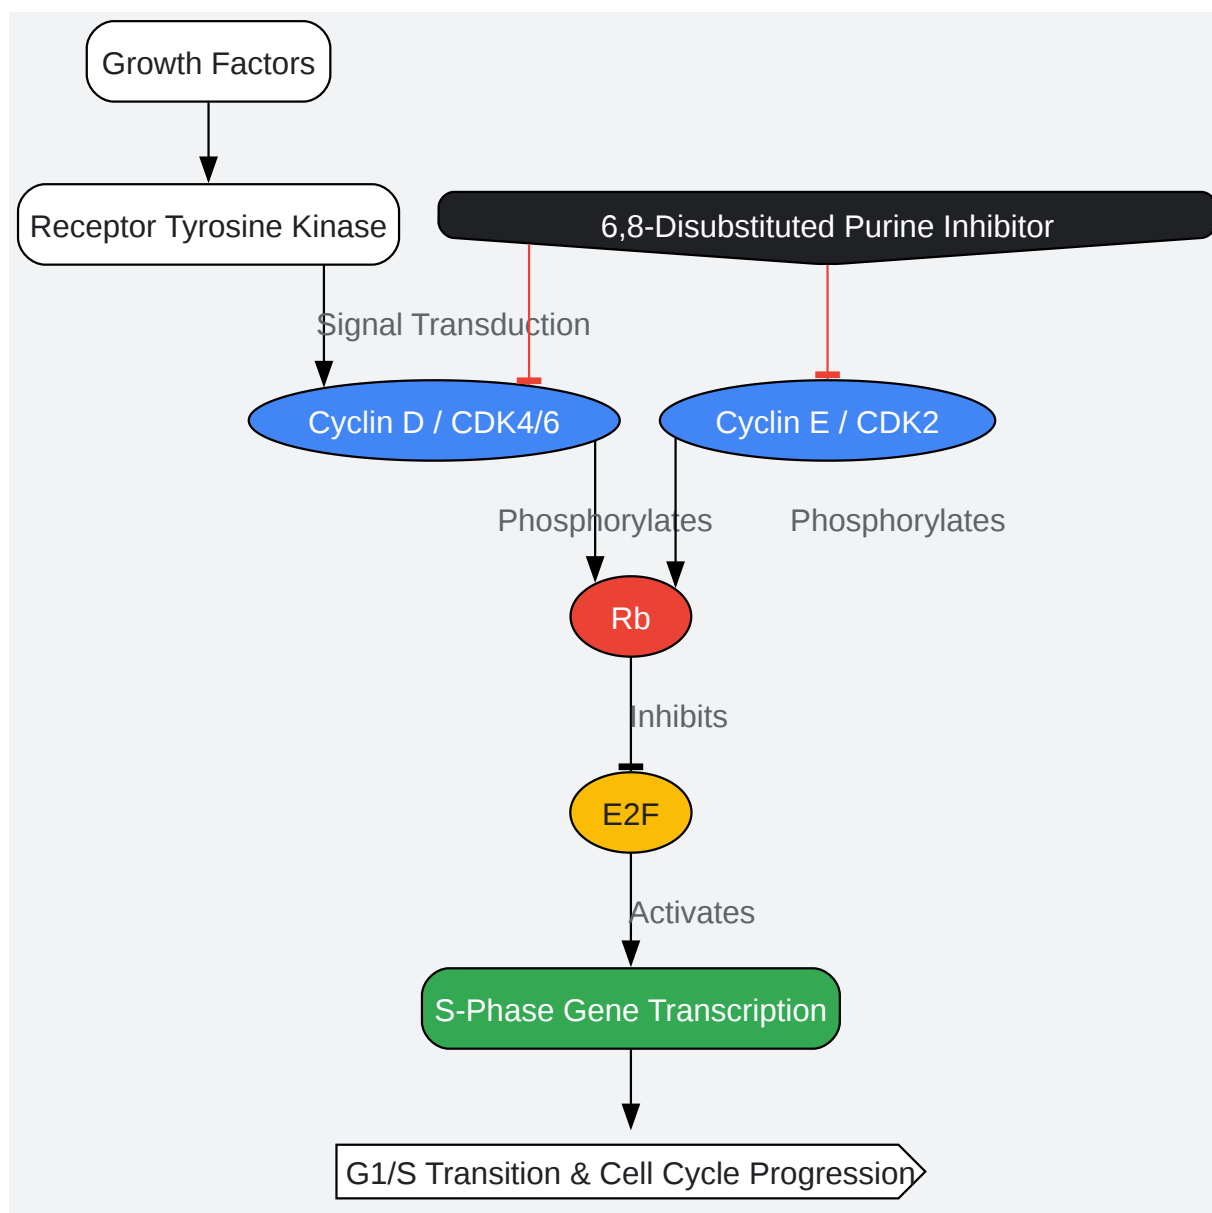 Growth Factors
Receptor Tyrosine Kinase
6,8-Disubstituted Purine Inhibitor
Signal Transduction
Cyclin D / CDK4/6
Cyclin E / CDK2
Phosphorylates
Phosphorylates
Rb
Inhibits
E2F
Activates
S-Phase Gene Transcription
G1/S Transition & Cell Cycle Progression